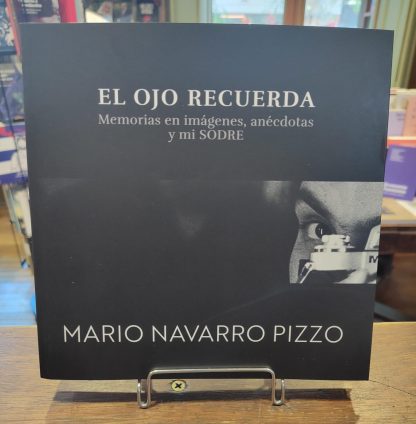 EL OJO RECUERDA
Memorias en imágenes, anécdotas
y mi SODRE
MARIO NAVARRO PIZZO